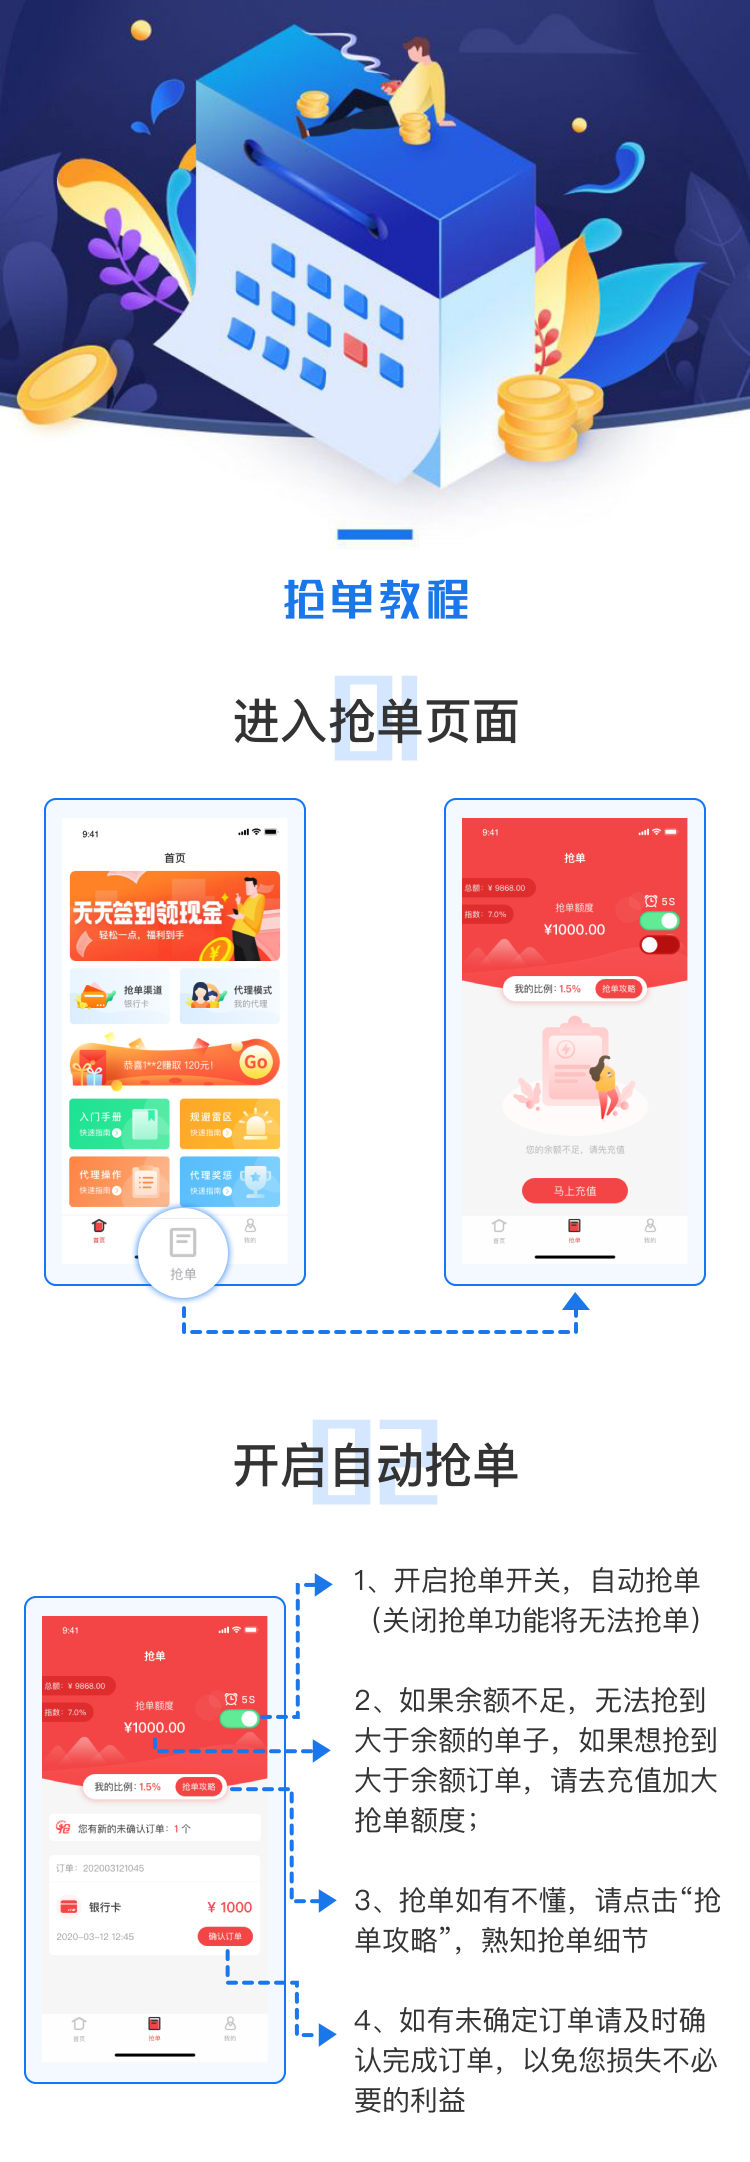 抢单教程
01
进入抢单页面
9:41
首页
天天签到领现金
轻松一点，福利到手
抢单渠道
银行卡
代理模式
我的代理
恭喜1**2赚取 120元！
Go
入门手册
快速指南
规避雷区
快速指南
代理操作
快速指南
代理奖惩
快速指南
首页
抢单
我的
9:41
抢单
总额：¥ 9868.00
指数：7.0%
抢单额度
¥1000.00
5S
我的比例：1.5%
抢单攻略
您的余额不足，请先充值
马上充值
首页
抢单
我的
02
开启自动抢单
9:41
抢单
总额：¥ 9868.00
指数：7.0%
抢单额度
¥1000.00
5S
我的比例：1.5%
抢单攻略
抢
您有新的未确认订单：1 个
订单：202003121045
银行卡
¥ 1000
2020-03-12 12:45
确认订单
首页
抢单
我的
1、开启抢单开关，自动抢单
（关闭抢单功能将无法抢单）
2、如果余额不足，无法抢到
大于余额的单子，如果想抢到
大于余额订单，请去充值加大
抢单额度；
3、抢单如有不懂，请点击“抢
单攻略”，熟知抢单细节
4、如有未确定订单请及时确
认完成订单，以免您损失不必
要的利益